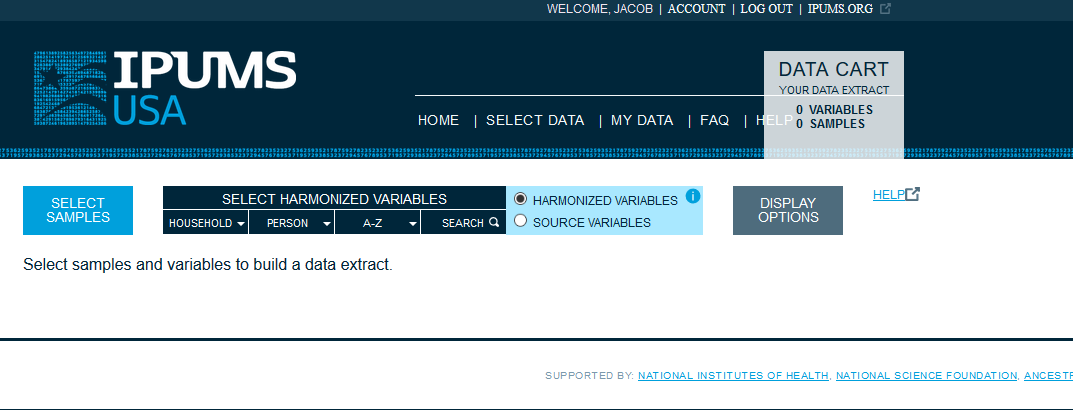 WELCOME, JACOB | ACCOUNT | LOG OUT | IPUMS.ORG
IPUMS
USA
DATA CART
YOUR DATA EXTRACT
0 VARIABLES
0 SAMPLES
HOME | SELECT DATA | MY DATA | FAQ | HELP
SELECT
SAMPLES
SELECT HARMONIZED VARIABLES
HOUSEHOLD PERSON A-Z SEARCH
HARMONIZED VARIABLES
SOURCE VARIABLES
DISPLAY
OPTIONS
HELP
Select samples and variables to build a data extract.
SUPPORTED BY: NATIONAL INSTITUTES OF HEALTH, NATIONAL SCIENCE FOUNDATION,